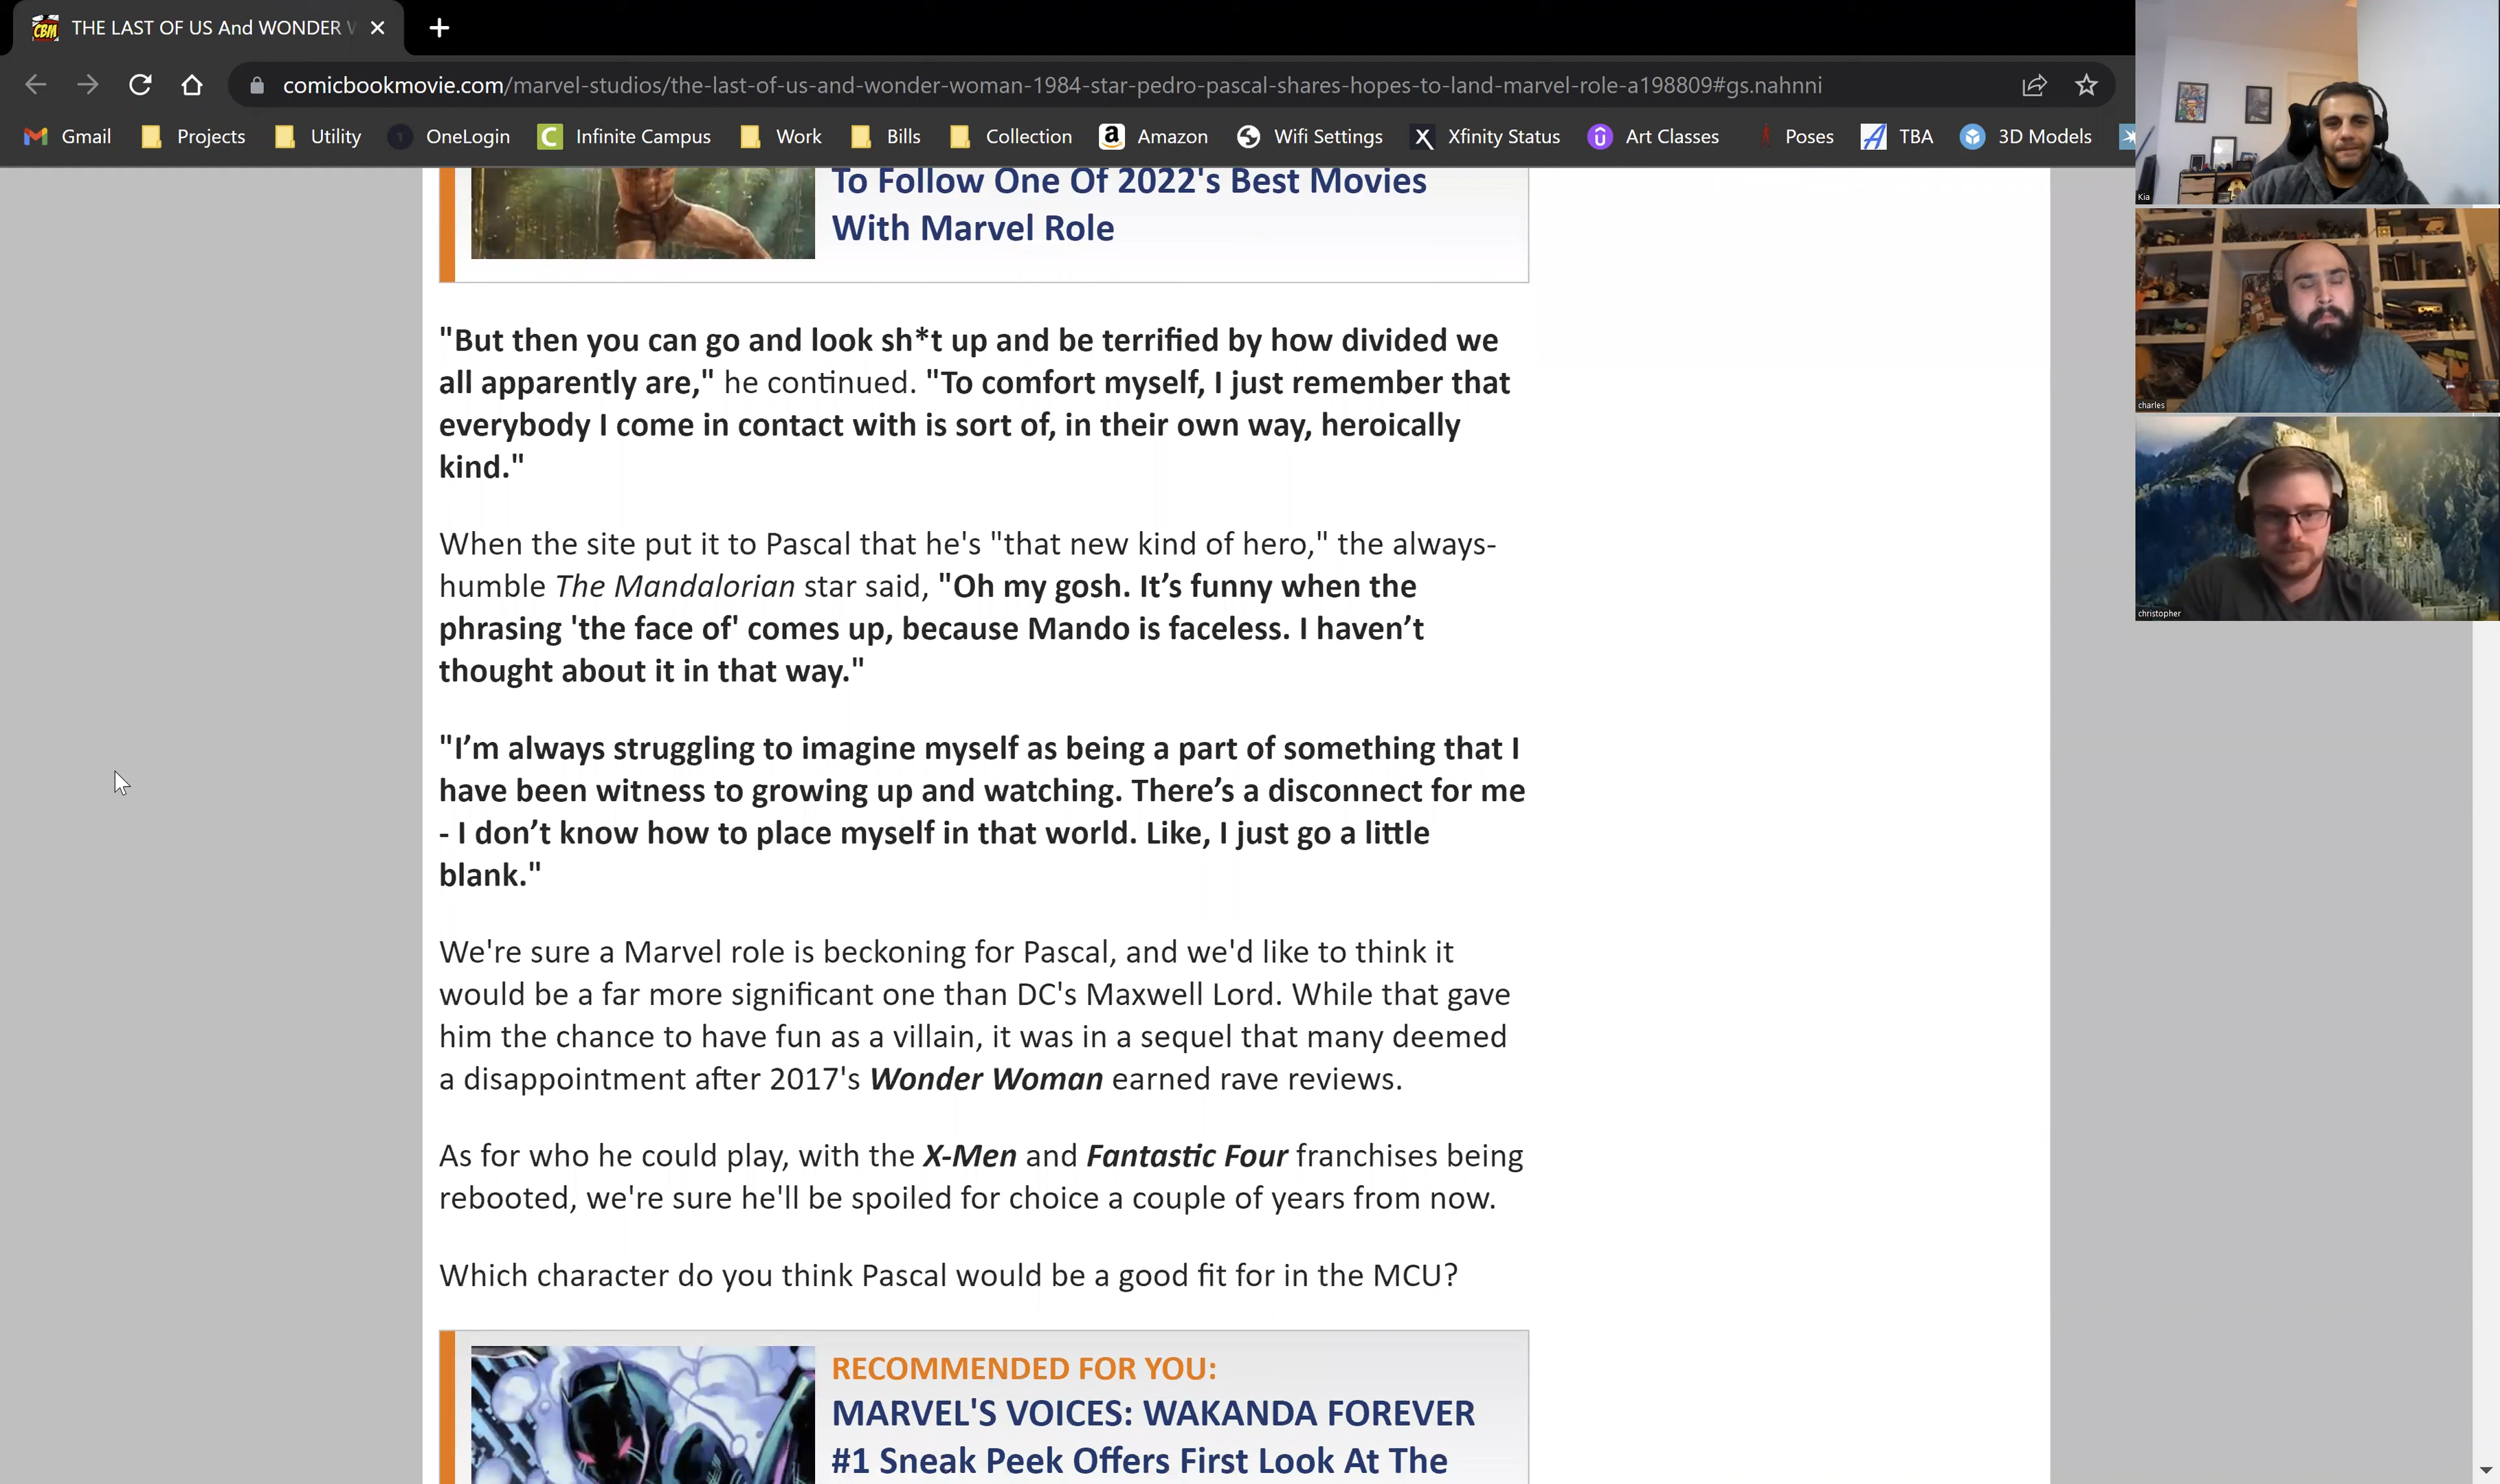 THE LAST OF US And WONDER
comicbookmovie.com/marvel-studios/the-last-of-us-and-wonder-woman-1984-star-pedro-pascal-shares-hopes-to-land-marvel-role-a198809#gs.nahnni
Gmail Projects Utility OneLogin Infinite Campus Work Bills Collection Amazon Wifi Settings Xfinity Status Art Classes Poses TBA 3D Models
To Follow One Of 2022's Best Movies
With Marvel Role
"But then you can go and look sh*t up and be terrified by how divided we
all apparently are," he continued. "To comfort myself, I just remember that
everybody I come in contact with is sort of, in their own way, heroically
kind."
When the site put it to Pascal that he's "that new kind of hero," the always-
humble The Mandalorian star said, "Oh my gosh. It’s funny when the
phrasing 'the face of' comes up, because Mando is faceless. I haven’t
thought about it in that way."
"I’m always struggling to imagine myself as being a part of something that I
have been witness to growing up and watching. There’s a disconnect for me
- I don’t know how to place myself in that world. Like, I just go a little
blank."
We're sure a Marvel role is beckoning for Pascal, and we'd like to think it
would be a far more significant one than DC's Maxwell Lord. While that gave
him the chance to have fun as a villain, it was in a sequel that many deemed
a disappointment after 2017's Wonder Woman earned rave reviews.
As for who he could play, with the X-Men and Fantastic Four franchises being
rebooted, we're sure he'll be spoiled for choice a couple of years from now.
Which character do you think Pascal would be a good fit for in the MCU?
RECOMMENDED FOR YOU:
MARVEL'S VOICES: WAKANDA FOREVER
#1 Sneak Peek Offers First Look At The
Kia
charles
christopher